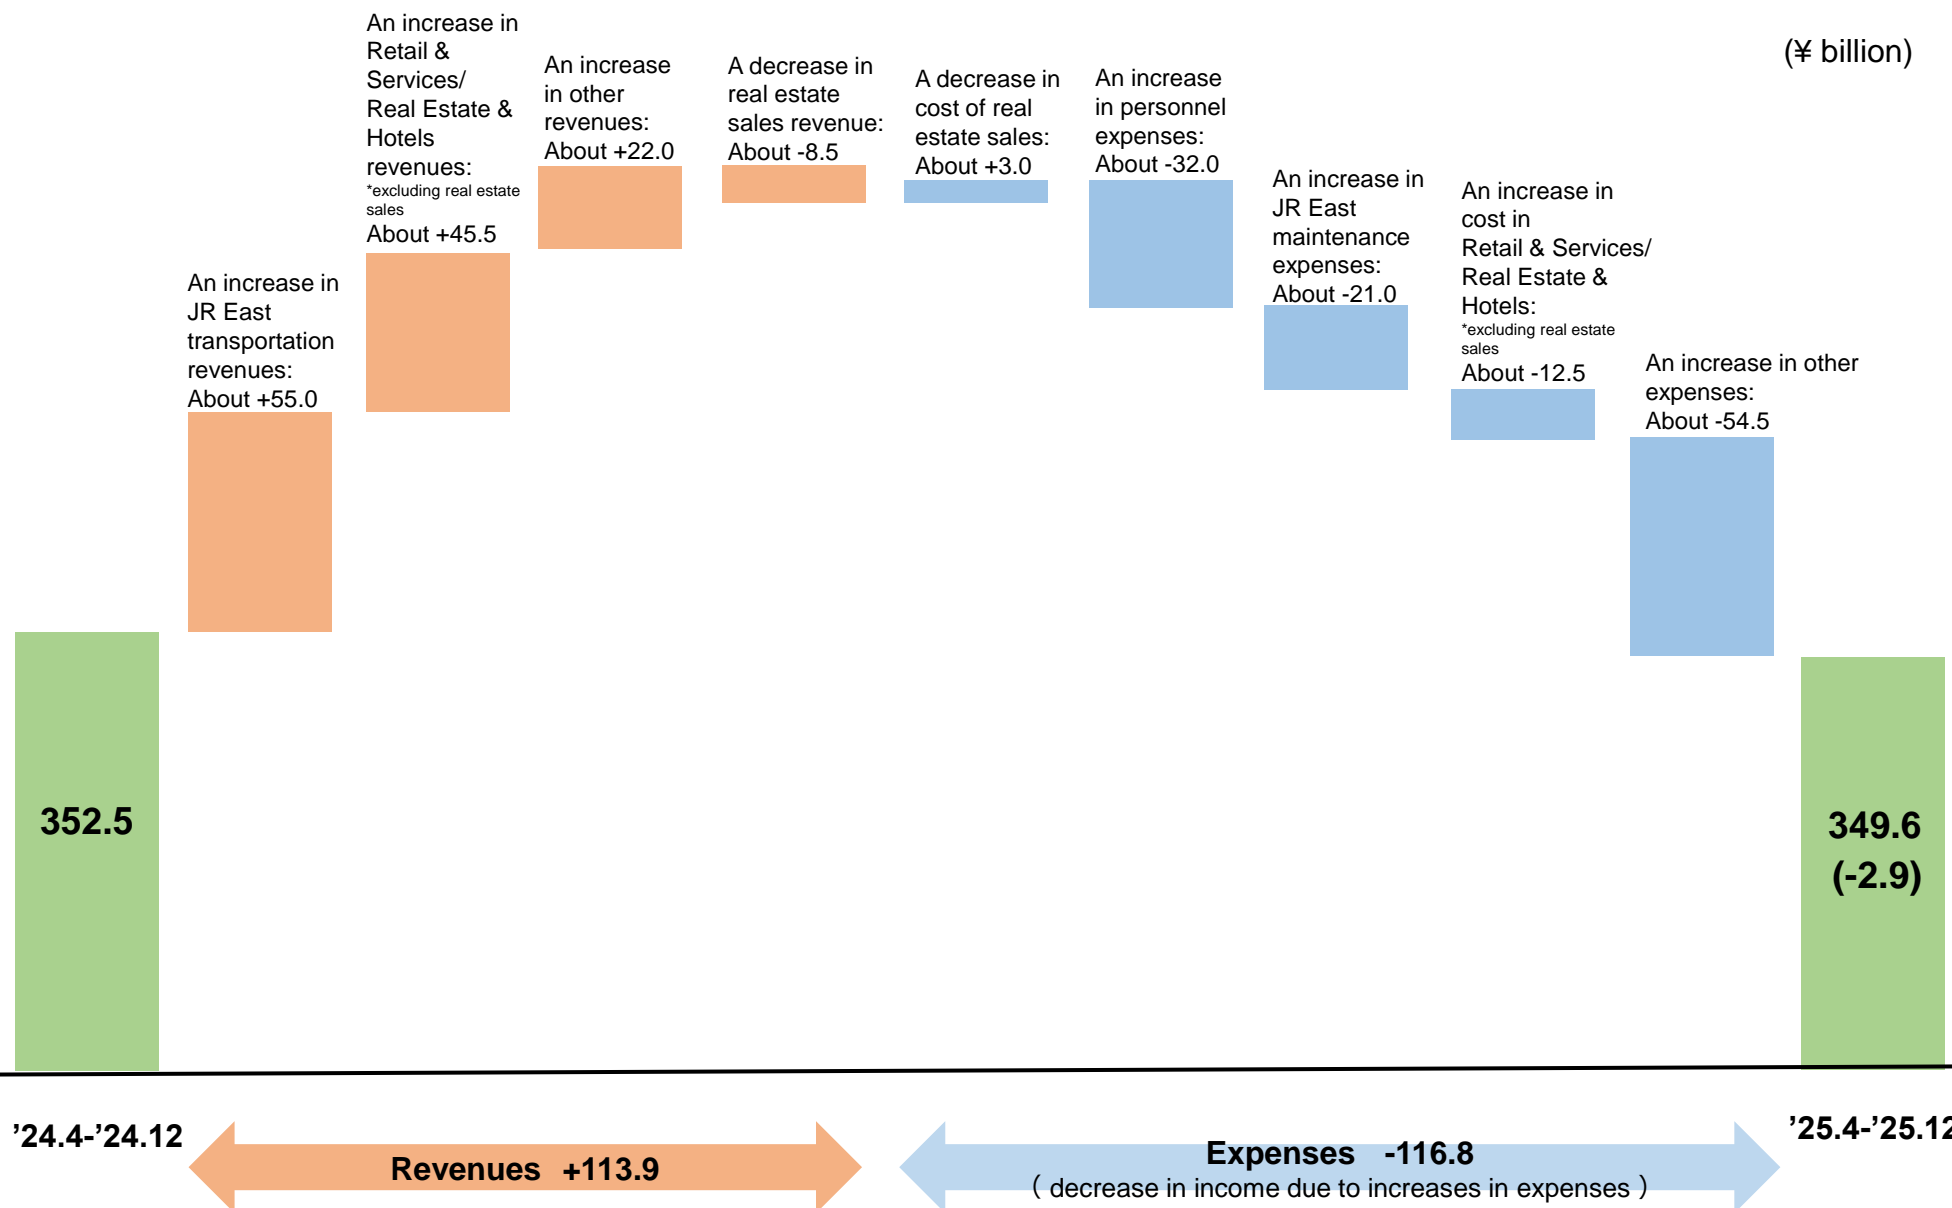 (¥ billion)
An increase in
JR East
transportation
revenues:
About +55.0
An increase in
Retail &
Services/
Real Estate &
Hotels
revenues:
*excluding real estate
sales
About +45.5
An increase
in other
revenues:
About +22.0
A decrease in
real estate
sales revenue:
About -8.5
A decrease in
cost of real
estate sales:
About +3.0
An increase
in personnel
expenses:
About -32.0
An increase in
JR East
maintenance
expenses:
About -21.0
An increase in
cost in
Retail & Services/
Real Estate &
Hotels:
*excluding real estate
sales
About -12.5
An increase in other
expenses:
About -54.5
352.5
349.6
(-2.9)
’24.4-’24.12
Revenues +113.9
Expenses -116.8
( decrease in income due to increases in expenses )
’25.4-’25.12